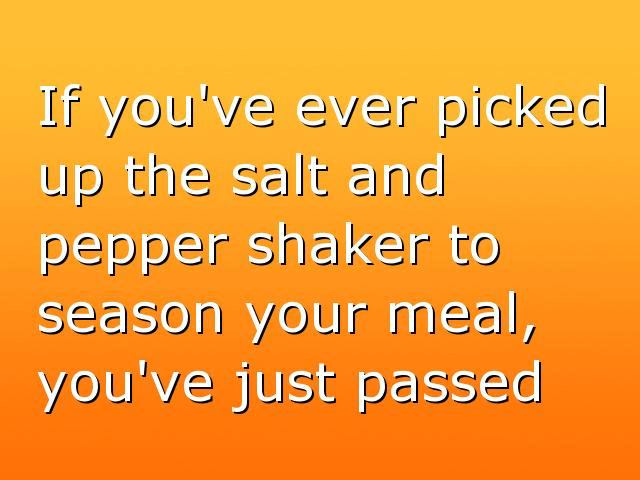 If you've ever picked
up the salt and
pepper shaker to
season your meal,
you've just passed